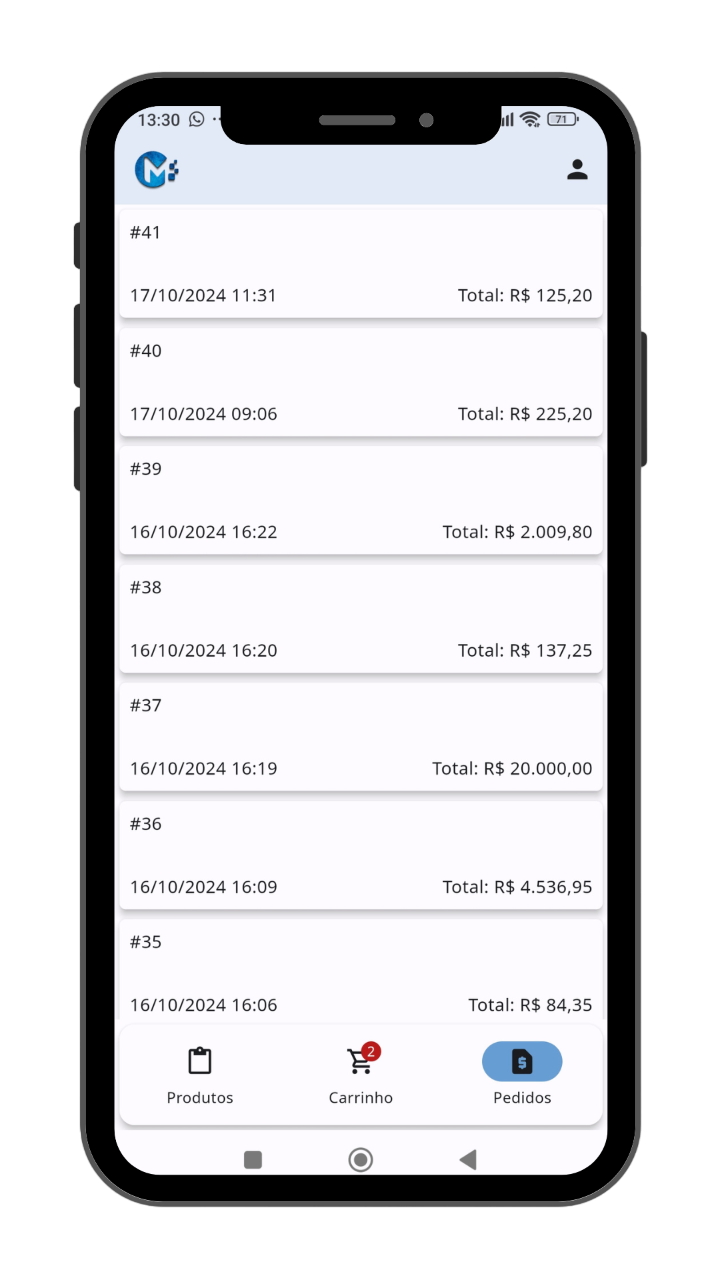 13:30
71
M
#41
17/10/2024 11:31 Total: R$ 125,20
#40
17/10/2024 09:06 Total: R$ 225,20
#39
16/10/2024 16:22 Total: R$ 2.009,80
#38
16/10/2024 16:20 Total: R$ 137,25
#37
16/10/2024 16:19 Total: R$ 20.000,00
#36
16/10/2024 16:09 Total: R$ 4.536,95
#35
16/10/2024 16:06 Total: R$ 84,35
2
$
Produtos Carrinho Pedidos